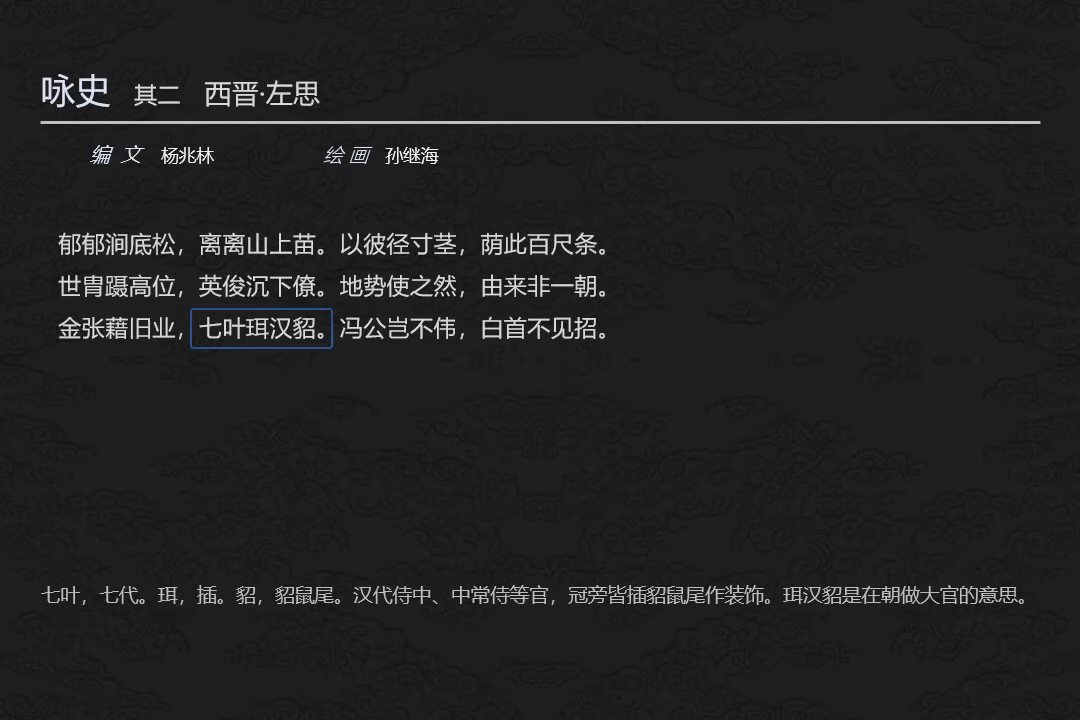 咏史 其二 西晋·左思
编文 杨兆林 绘画 孙继海
郁郁涧底松，离离山上苗。以彼径寸茎，荫此百尺条。
世胄蹑高位，英俊沉下僚。地势使之然，由来非一朝。
金张藉旧业，七叶珥汉貂。冯公岂不伟，白首不见招。
七叶，七代。珥，插。貂，貂鼠尾。汉代侍中、中常侍等官，冠旁皆插貂鼠尾作装饰。珥汉貂是在朝做大官的意思。